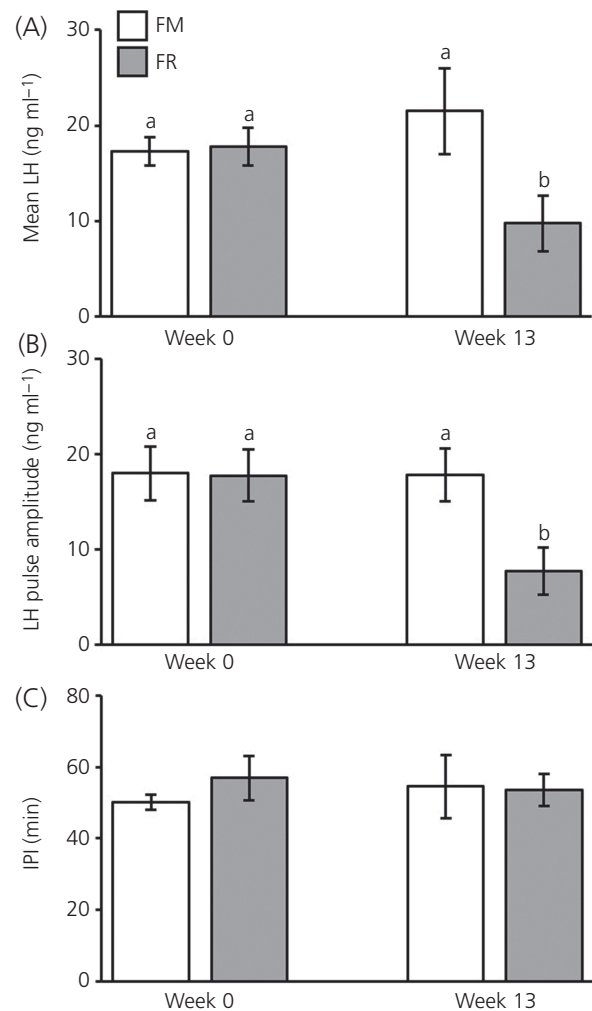 (A)
FM
FR
Mean LH (ng ml⁻¹)
30
20
10
0
a
a
a
b
Week 0
Week 13
(B)
LH pulse amplitude (ng ml⁻¹)
30
20
10
0
a
a
a
b
Week 0
Week 13
(C)
IPI (min)
80
60
40
20
0
Week 0
Week 13